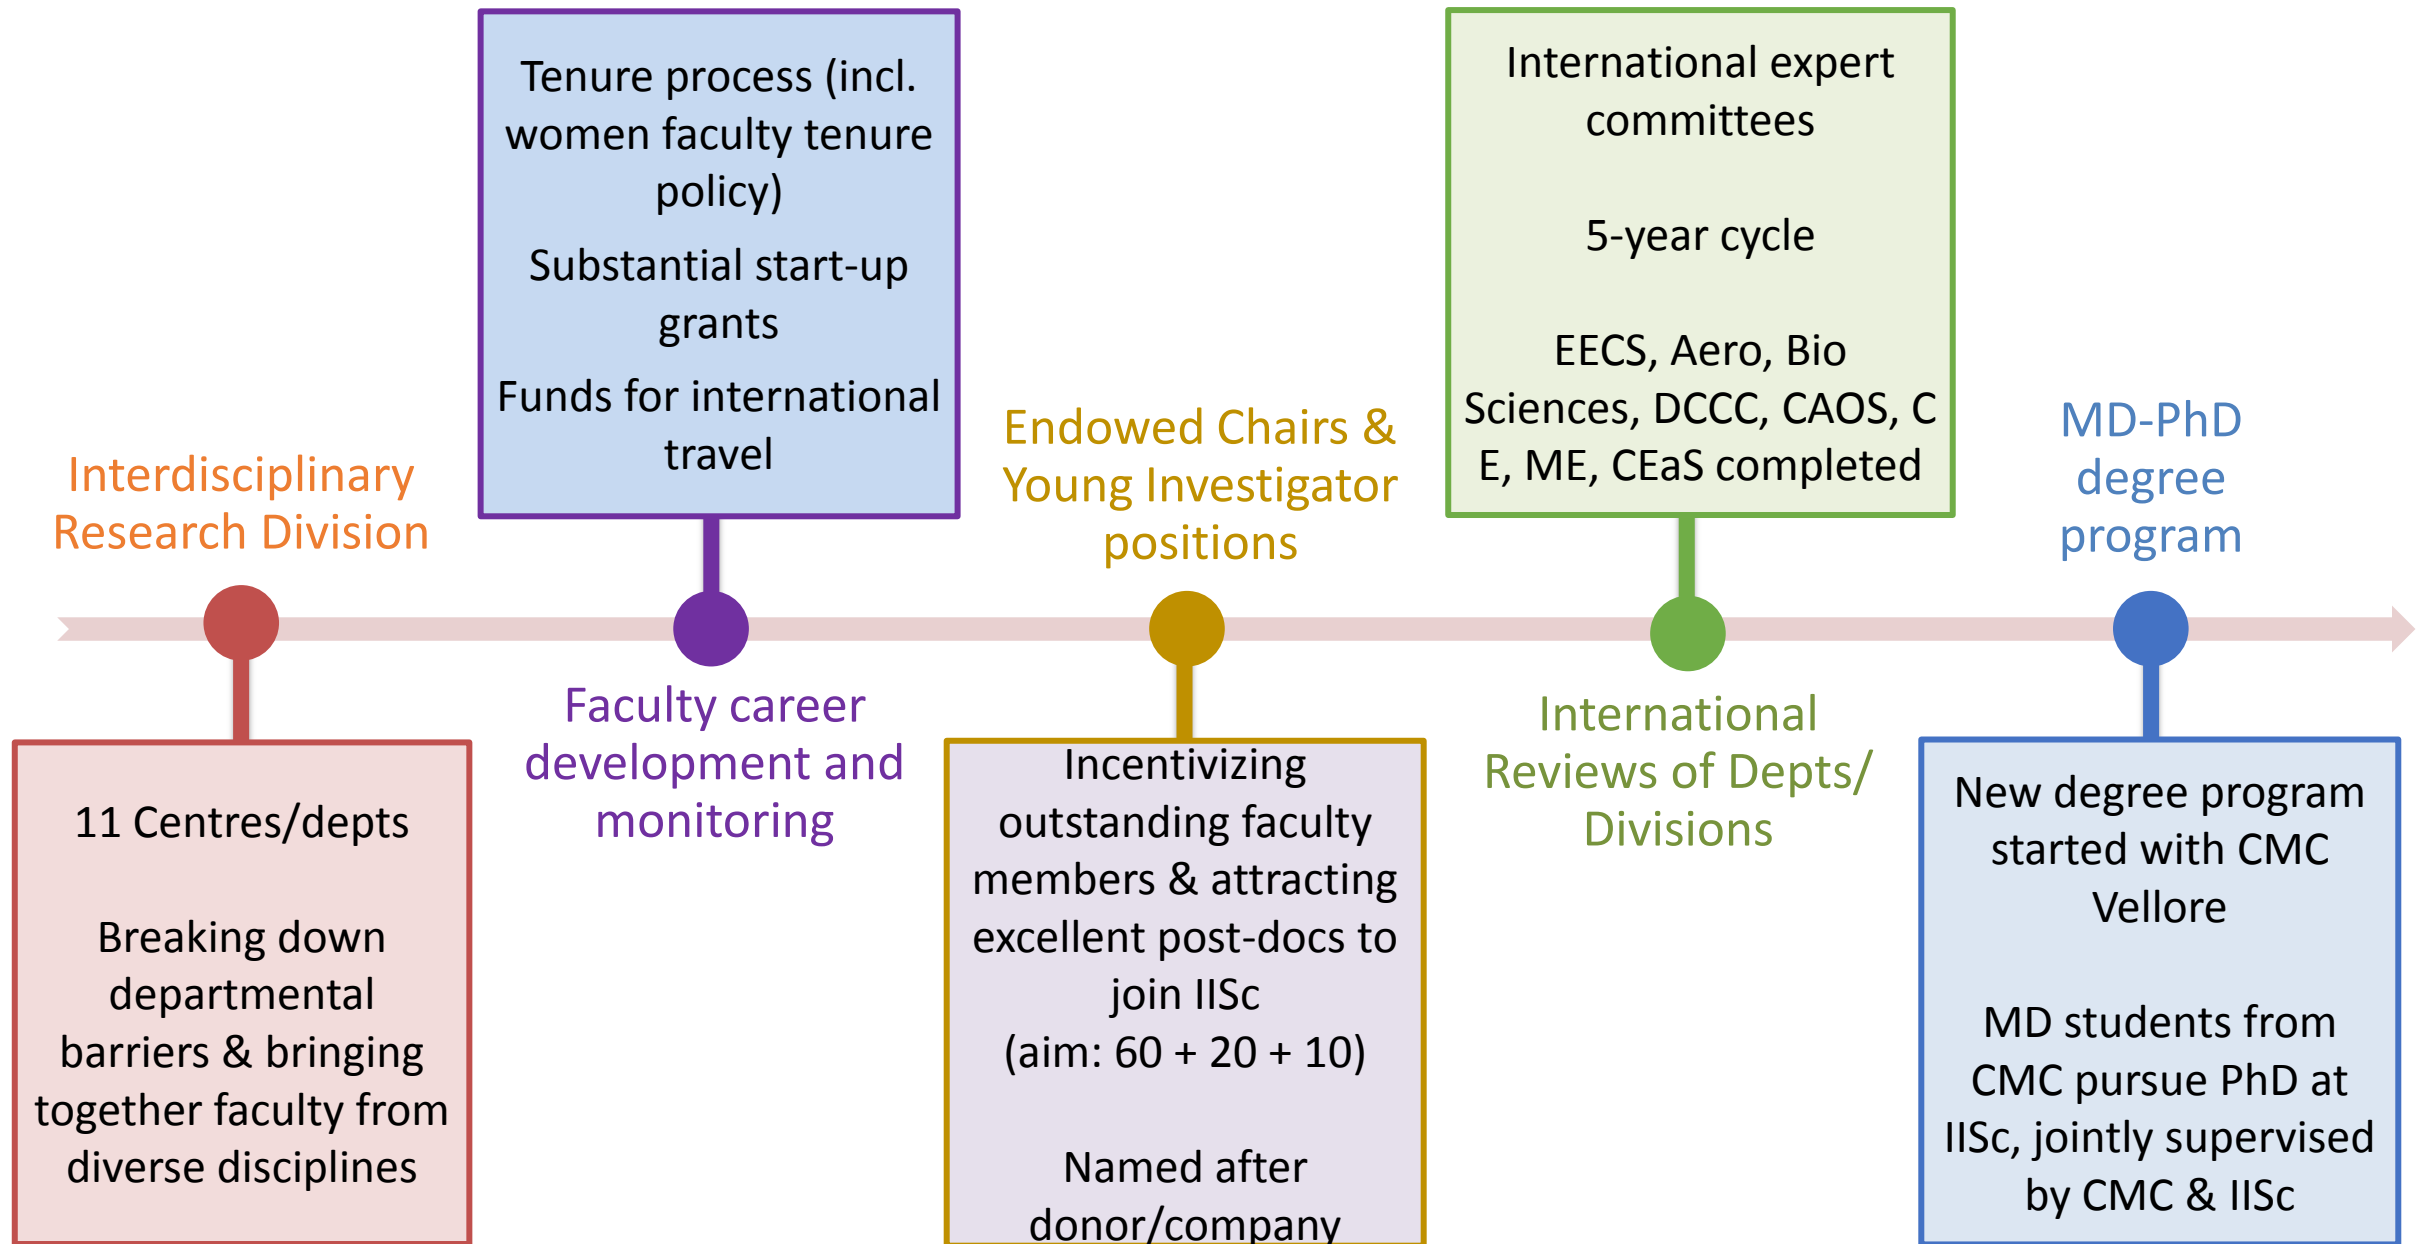 Interdisciplinary
Research Division
11 Centres/depts
Breaking down
departmental
barriers & bringing
together faculty from
diverse disciplines
Tenure process (incl.
women faculty tenure
policy)
Substantial start-up
grants
Funds for international
travel
Faculty career
development and
monitoring
Endowed Chairs &
Young Investigator
positions
Incentivizing
outstanding faculty
members & attracting
excellent post-docs to
join IISc
(aim: 60 + 20 + 10)
Named after
donor/company
International expert
committees
5-year cycle
EECS, Aero, Bio
Sciences, DCCC, CAOS, C
E, ME, CEaS completed
International
Reviews of Depts/
Divisions
MD-PhD
degree
program
New degree program
started with CMC
Vellore
MD students from
CMC pursue PhD at
IISc, jointly supervised
by CMC & IISc